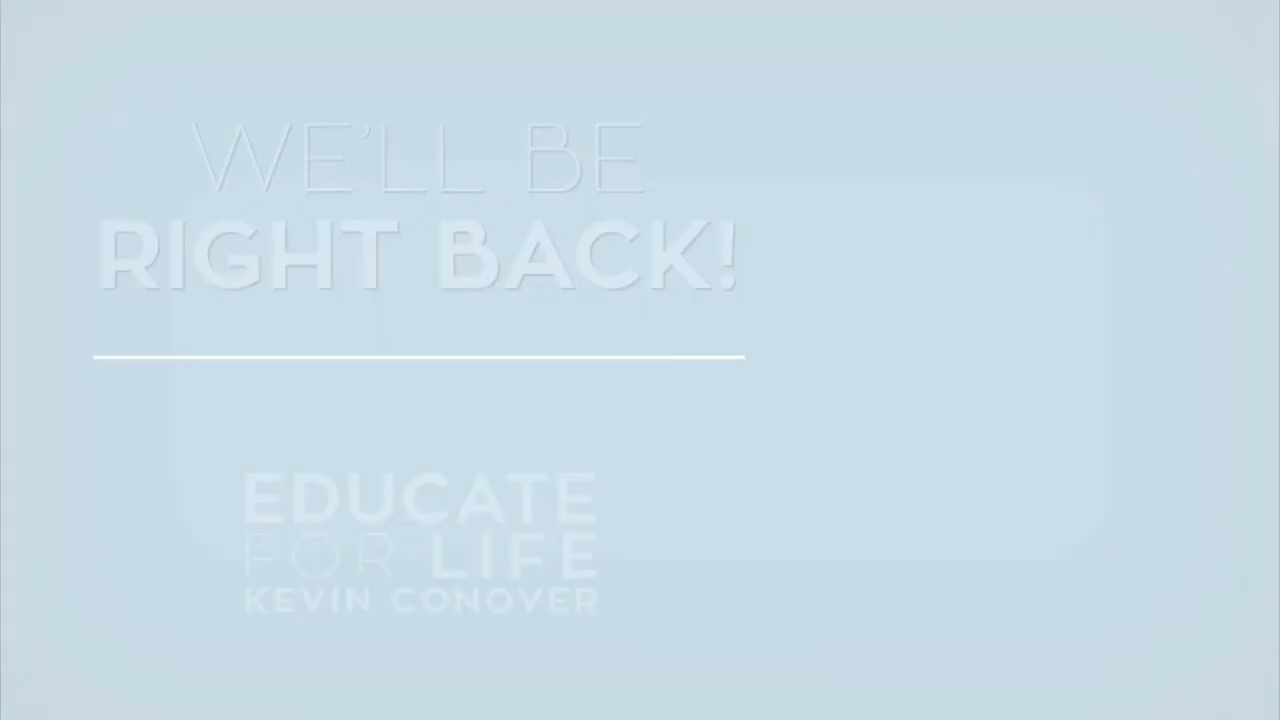 WE'LL BE
RIGHT BACK!
EDUCATE
FOR LIFE
KEVIN CONOVER